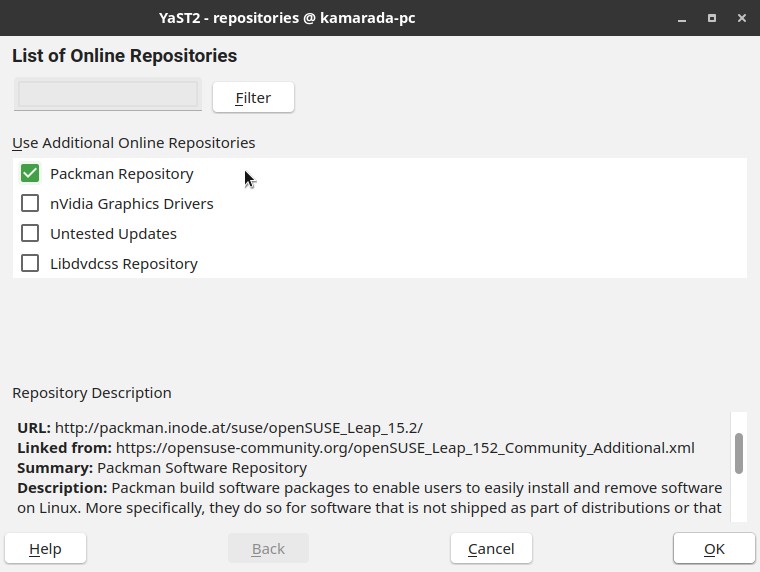 YaST2 - repositories @ kamarada-pc
List of Online Repositories
Filter
Use Additional Online Repositories
Packman Repository
nVidia Graphics Drivers
Untested Updates
Libdvdcss Repository
Repository Description
URL: http://packman.inode.at/suse/openSUSE_Leap_15.2/
Linked from: https://opensuse-community.org/openSUSE_Leap_152_Community_Additional.xml
Summary: Packman Software Repository
Description: Packman build software packages to enable users to easily install and remove software
on Linux. More specifically, they do so for software that is not shipped as part of distributions or that
Help Back Cancel OK